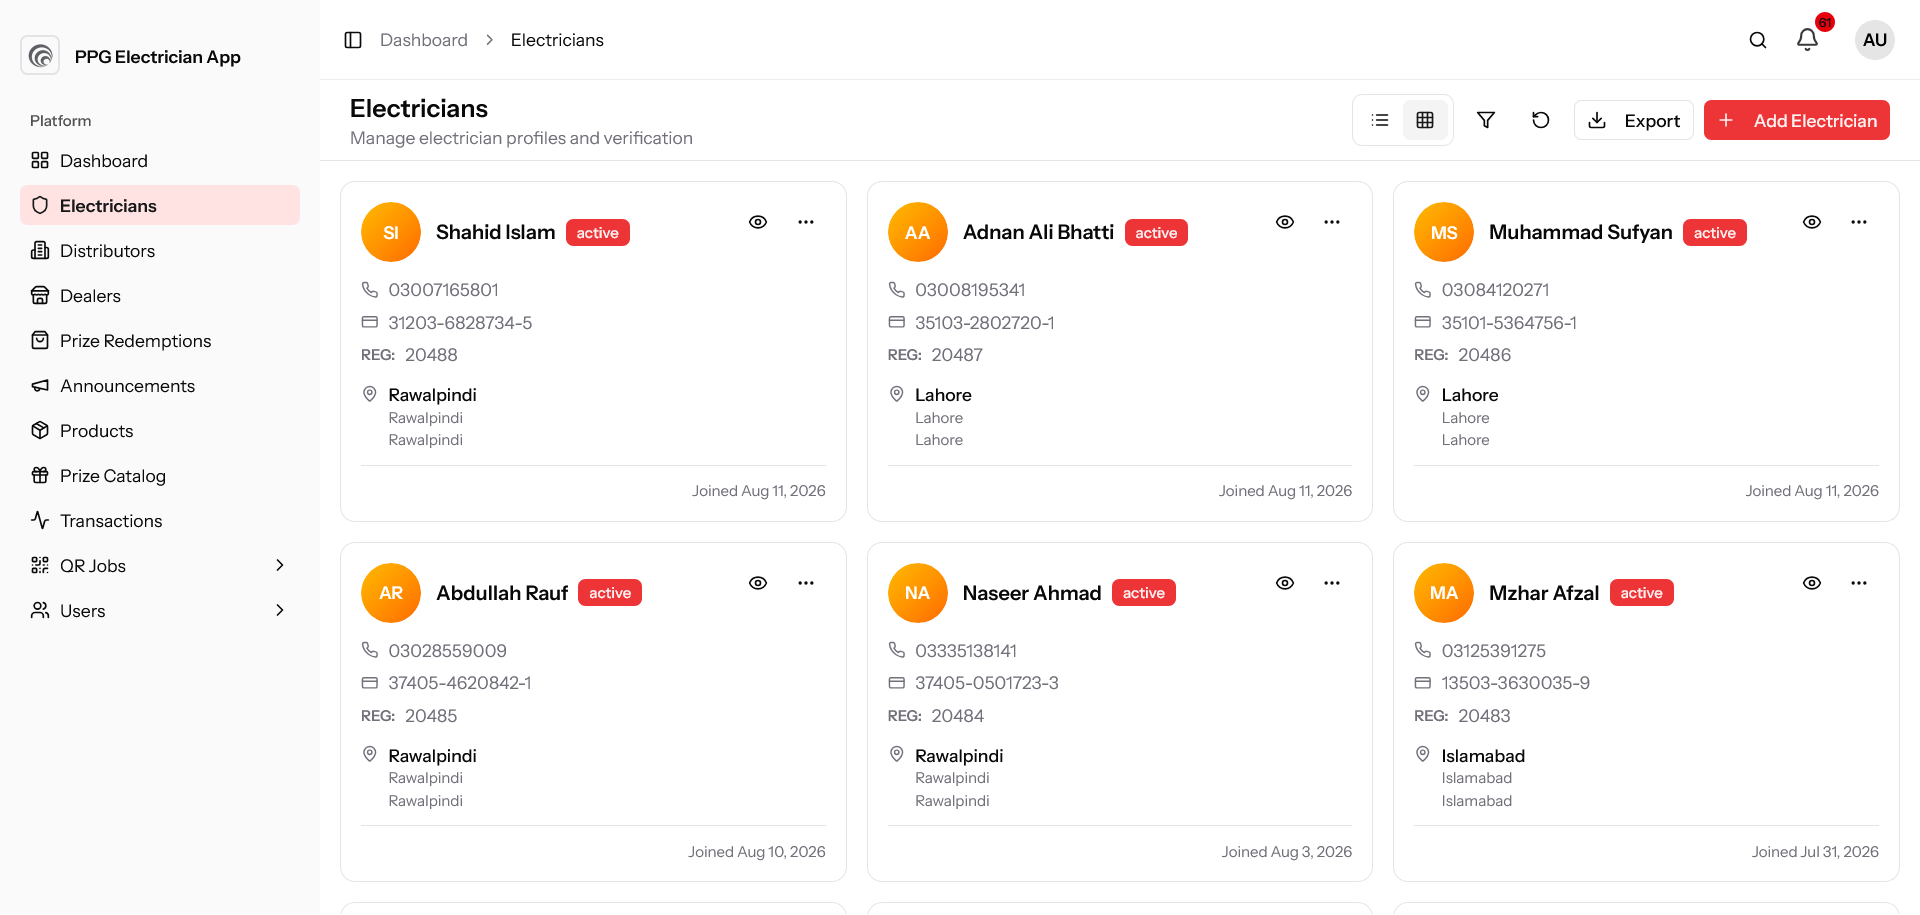 PPG Electrician App
Platform
Dashboard
Electricians
Distributors
Dealers
Prize Redemptions
Announcements
Products
Prize Catalog
Transactions
QR Jobs
Users
Dashboard > Electricians
61
AU
Electricians
Manage electrician profiles and verification
Export
Add Electrician
SI
Shahid Islam
active
03007165801
31203-6828734-5
REG: 20488
Rawalpindi
Rawalpindi
Rawalpindi
Joined Aug 11, 2026
AA
Adnan Ali Bhatti
active
03008195341
35103-2802720-1
REG: 20487
Lahore
Lahore
Lahore
Joined Aug 11, 2026
MS
Muhammad Sufyan
active
03084120271
35101-5364756-1
REG: 20486
Lahore
Lahore
Lahore
Joined Aug 11, 2026
AR
Abdullah Rauf
active
03028559009
37405-4620842-1
REG: 20485
Rawalpindi
Rawalpindi
Rawalpindi
Joined Aug 10, 2026
NA
Naseer Ahmad
active
03335138141
37405-0501723-3
REG: 20484
Rawalpindi
Rawalpindi
Rawalpindi
Joined Aug 3, 2026
MA
Mzhar Afzal
active
03125391275
13503-3630035-9
REG: 20483
Islamabad
Islamabad
Islamabad
Joined Jul 31, 2026